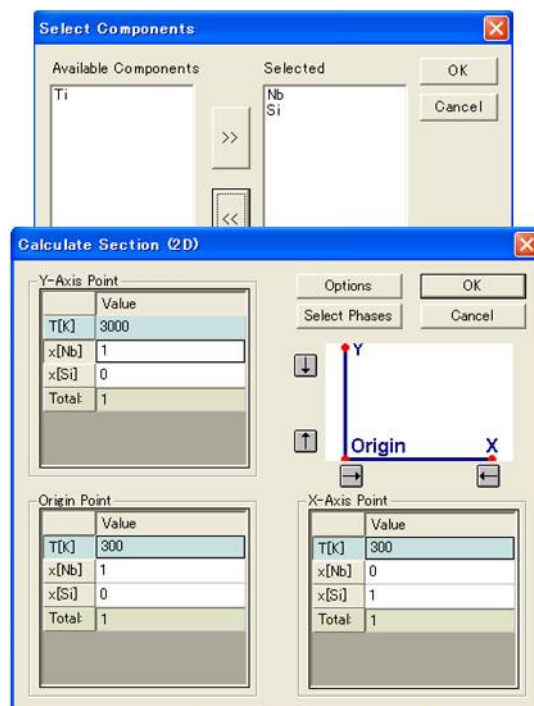 Select Components
Available Components
Selected
Ti
Nb
Si
>>
<<
OK
Cancel
Calculate Section (2D)
Y-Axis Point
Value
T[K] 3000
x[Nb] 1
x[Si] 0
Total: 1
Options
OK
Select Phases
Cancel
Y
Origin
X
Origin Point
Value
T[K] 300
x[Nb] 1
x[Si] 0
Total: 1
X-Axis Point
Value
T[K] 300
x[Nb] 0
x[Si] 1
Total: 1